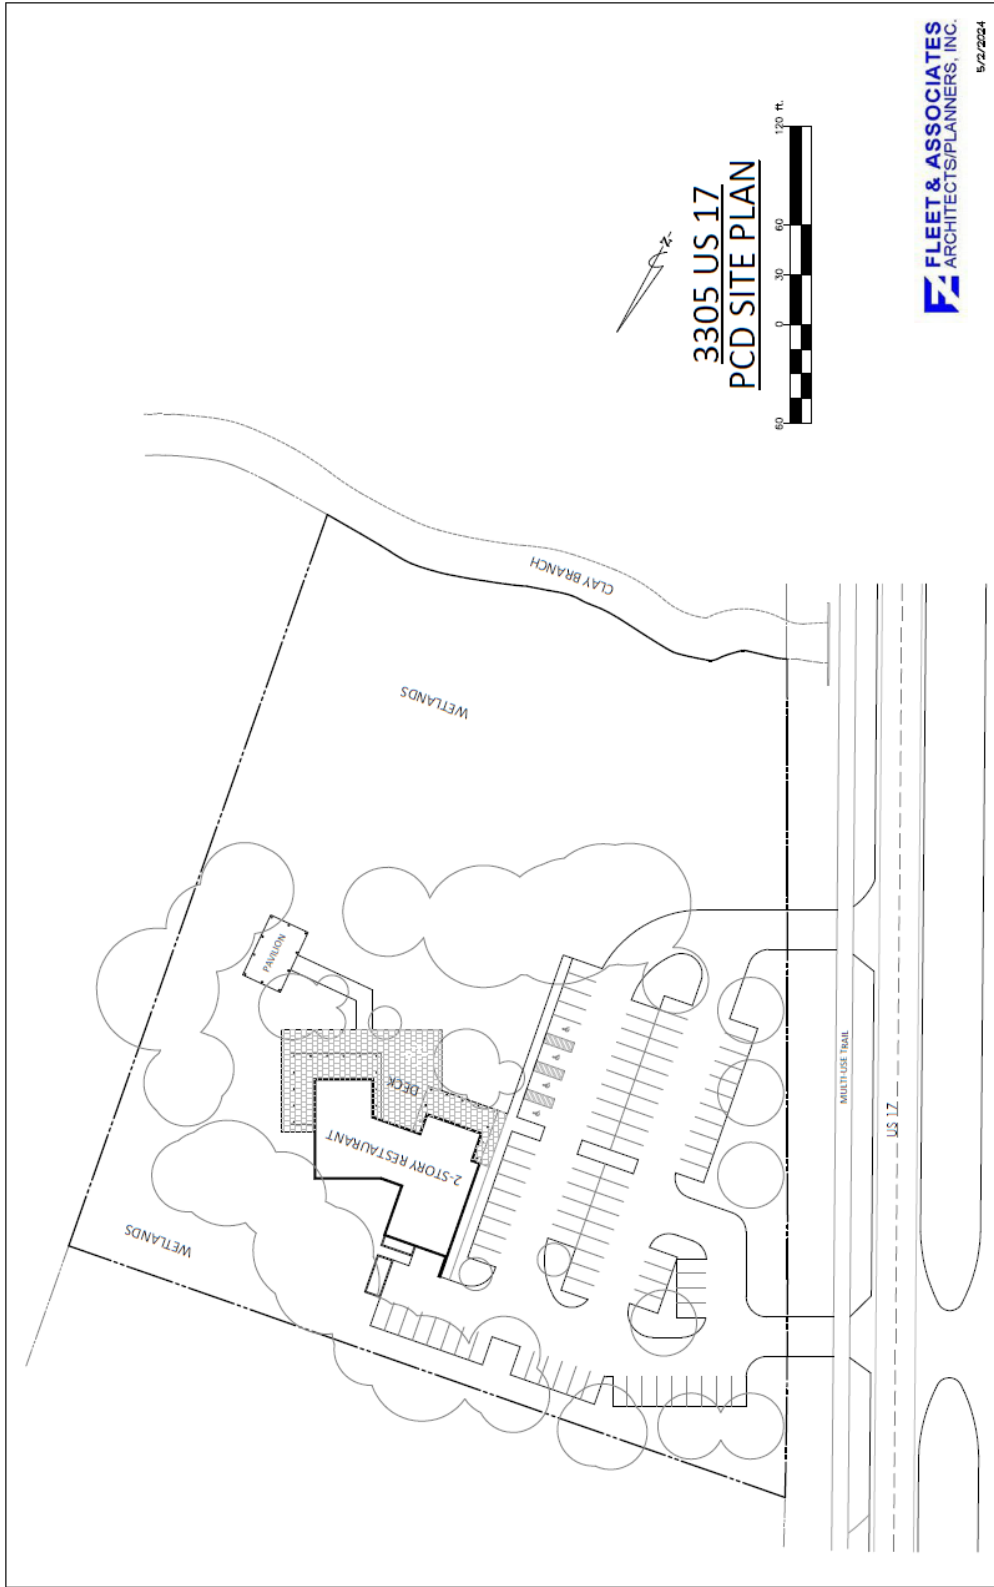 FLEET & ASSOCIATES
ARCHITECTS/PLANNERS, INC.
5/2/2024
3305 US 17
PCD SITE PLAN
60
0
30
60
120 ft.
N
CLAY BRANCH
WETLANDS
PAVILION
DECK
2-STORY RESTAURANT
WETLANDS
MULTI-USE TRAIL
US 17